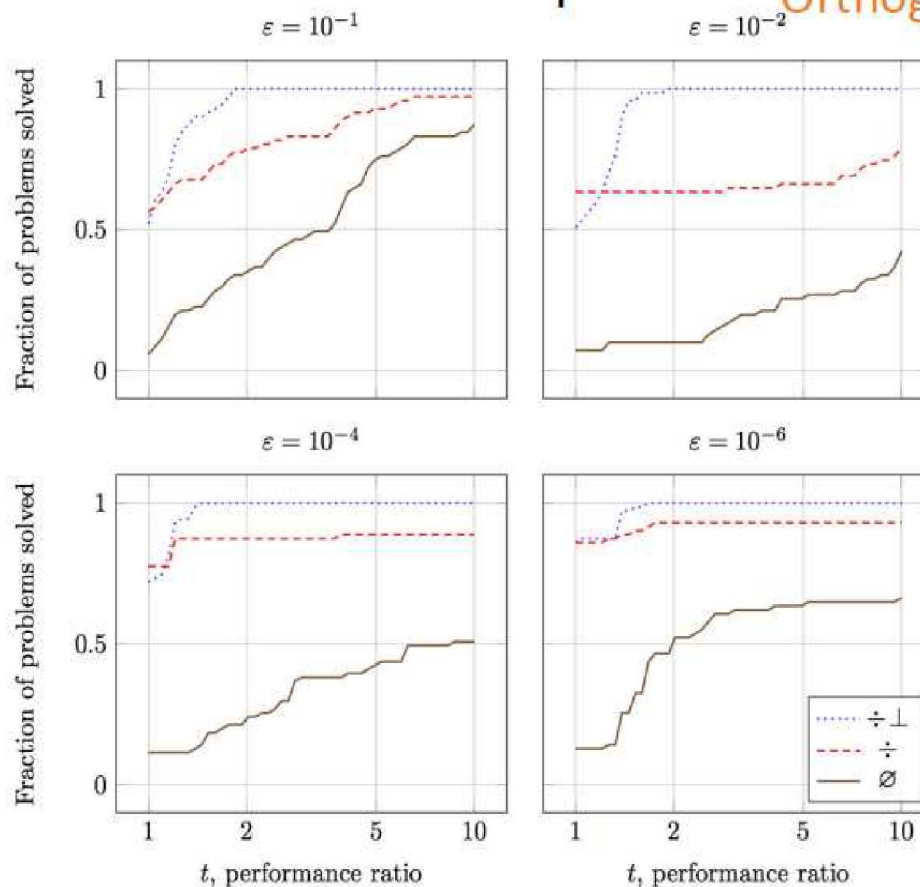 Orthog
ε = 10⁻¹
ε = 10⁻²
Fraction of problems solved
1
0.5
0
ε = 10⁻⁴
ε = 10⁻⁶
Fraction of problems solved
1
0.5
0
÷⊥
÷
∅
1 2 5 10
1 2 5 10
t, performance ratio
t, performance ratio